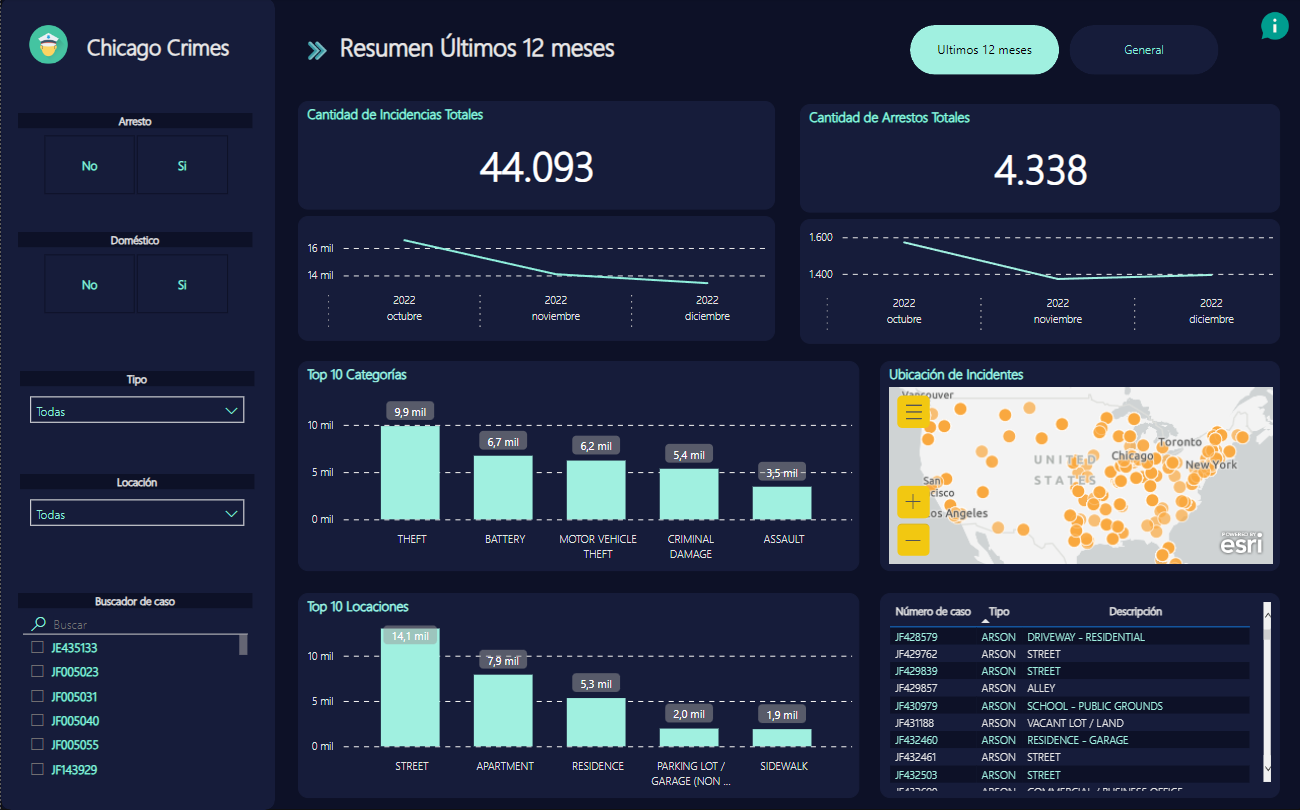 Chicago Crimes
Resumen Últimos 12 meses
Ultimos 12 meses
General
Arresto
No
Si
Doméstico
No
Si
Tipo
Todas
Locación
Todas
Buscador de caso
Buscar
JE435133
JF005023
JF005031
JF005040
JF005055
JF143929
Cantidad de Incidencias Totales
44.093
Cantidad de Arrestos Totales
4.338
16 mil
14 mil
2022 2022 2022
octubre noviembre diciembre
1.600
1.400
2022 2022 2022
octubre noviembre diciembre
Top 10 Categorías
10 mil
5 mil
0 mil
9,9 mil
6,7 mil
6,2 mil
5,4 mil
3,5 mil
THEFT
BATTERY
MOTOR VEHICLE
THEFT
CRIMINAL
DAMAGE
ASSAULT
Ubicación de Incidentes
Vancouver
Toronto
UNITED
Chicago
New York
STATES
San
cisco
Los Angeles
POWERED BY
esri
Top 10 Locaciones
10 mil
5 mil
0 mil
14,1 mil
7,9 mil
5,3 mil
2,0 mil
1,9 mil
STREET
APARTMENT
RESIDENCE
PARKING LOT /
GARAGE (NON ...
SIDEWALK
Número de caso Tipo Descripción
JF428579 ARSON DRIVEWAY - RESIDENTIAL
JF429762 ARSON STREET
JF429839 ARSON STREET
JF429857 ARSON ALLEY
JF430979 ARSON SCHOOL - PUBLIC GROUNDS
JF431188 ARSON VACANT LOT / LAND
JF432460 ARSON RESIDENCE - GARAGE
JF432461 ARSON STREET
JF432503 ARSON STREET
ARSON COMMERCIAL / BUSINESS OFFICE